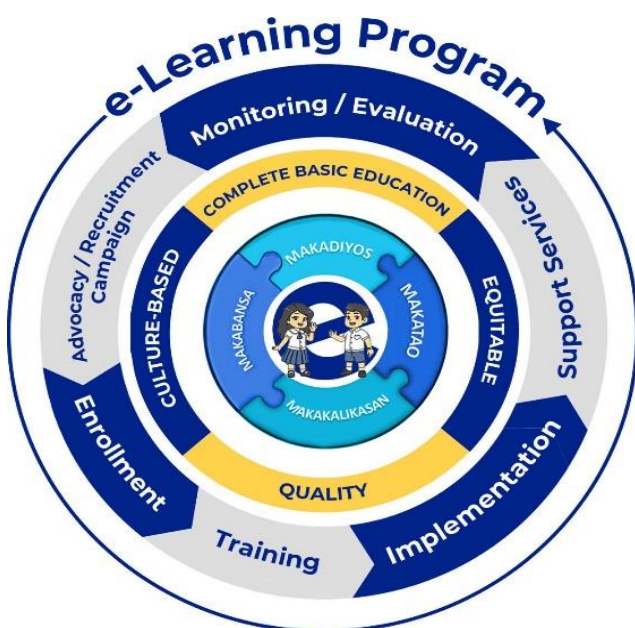 e-Learning Program
Monitoring / Evaluation
Support Services
Implementation
Training
Enrollment
Advocacy / Recruitment
Campaign
COMPLETE BASIC EDUCATION
EQUITABLE
QUALITY
CULTURE-BASED
MAKADIYOS
MAKATAO
MAKAKALIKASAN
MAKABANSA
e